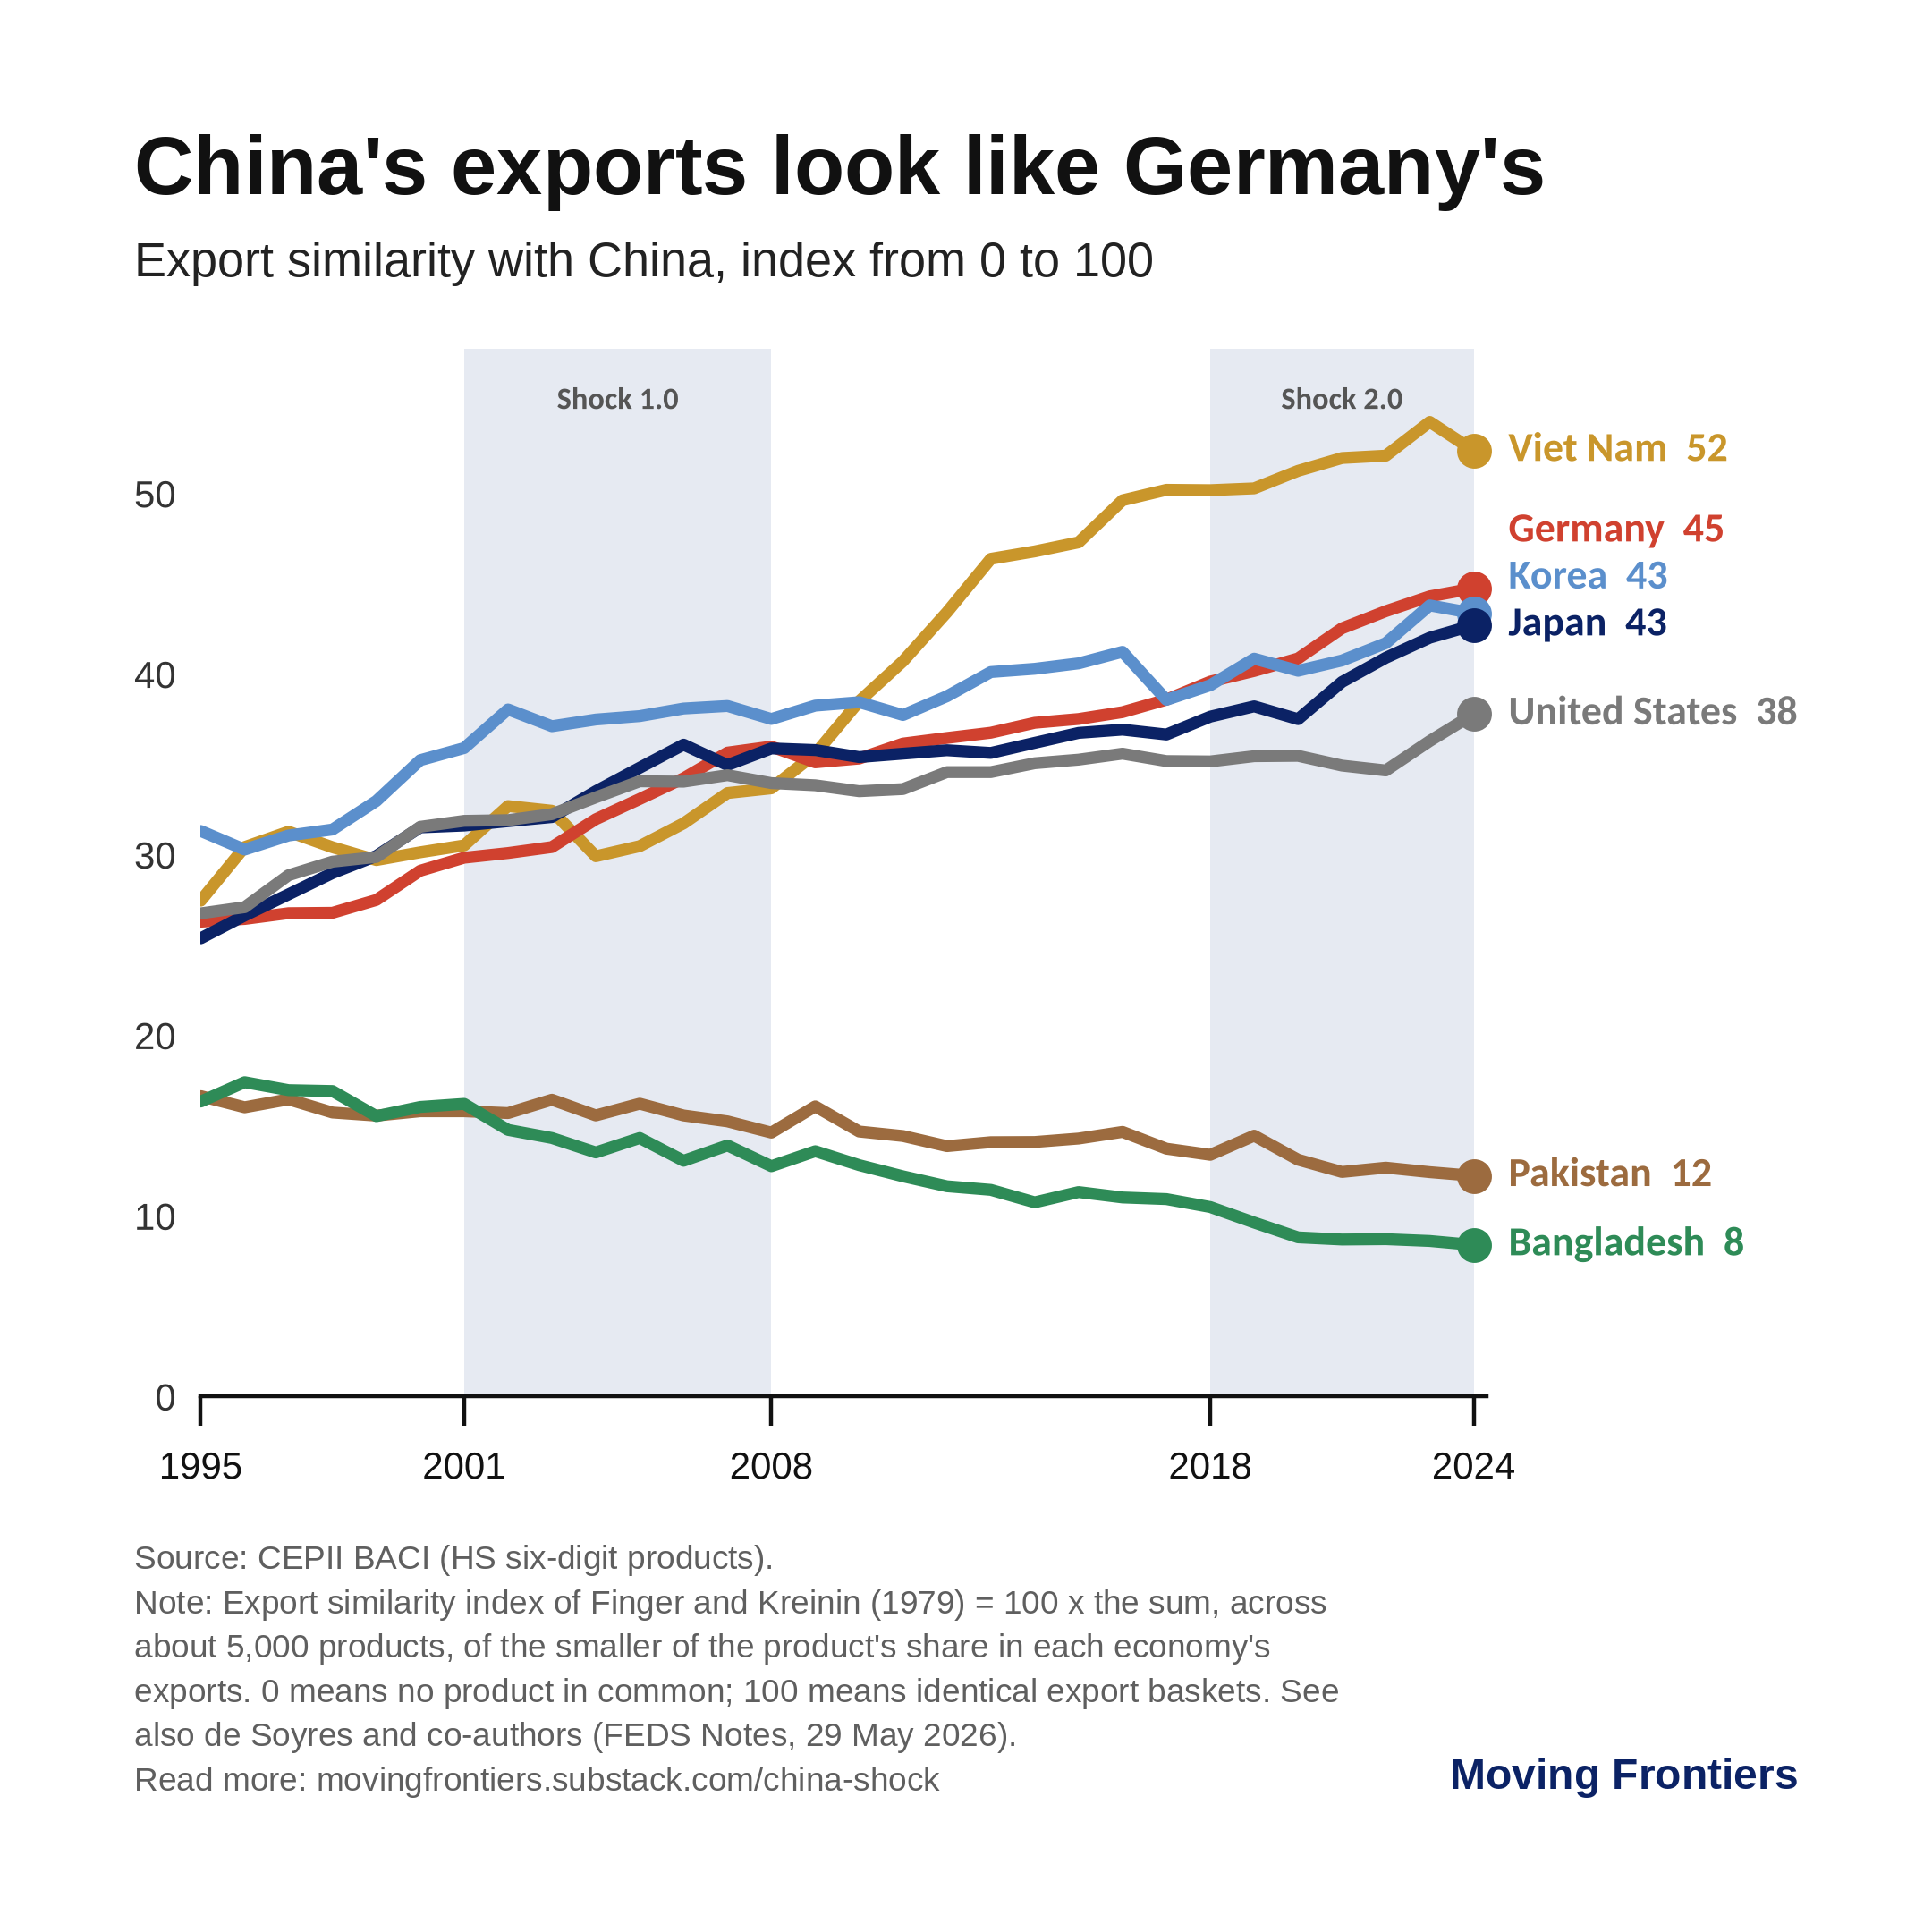 China's exports look like Germany's
Export similarity with China, index from 0 to 100
Shock 1.0
Shock 2.0
50
40
30
20
10
0
Viet Nam 52
Germany 45
Korea 43
Japan 43
United States 38
Pakistan 12
Bangladesh 8
1995
2001
2008
2018
2024
Source: CEPII BACI (HS six-digit products).
Note: Export similarity index of Finger and Kreinin (1979) = 100 x the sum, across
about 5,000 products, of the smaller of the product's share in each economy's
exports. 0 means no product in common; 100 means identical export baskets. See
also de Soyres and co-authors (FEDS Notes, 29 May 2026).
Read more: movingfrontiers.substack.com/china-shock
Moving Frontiers